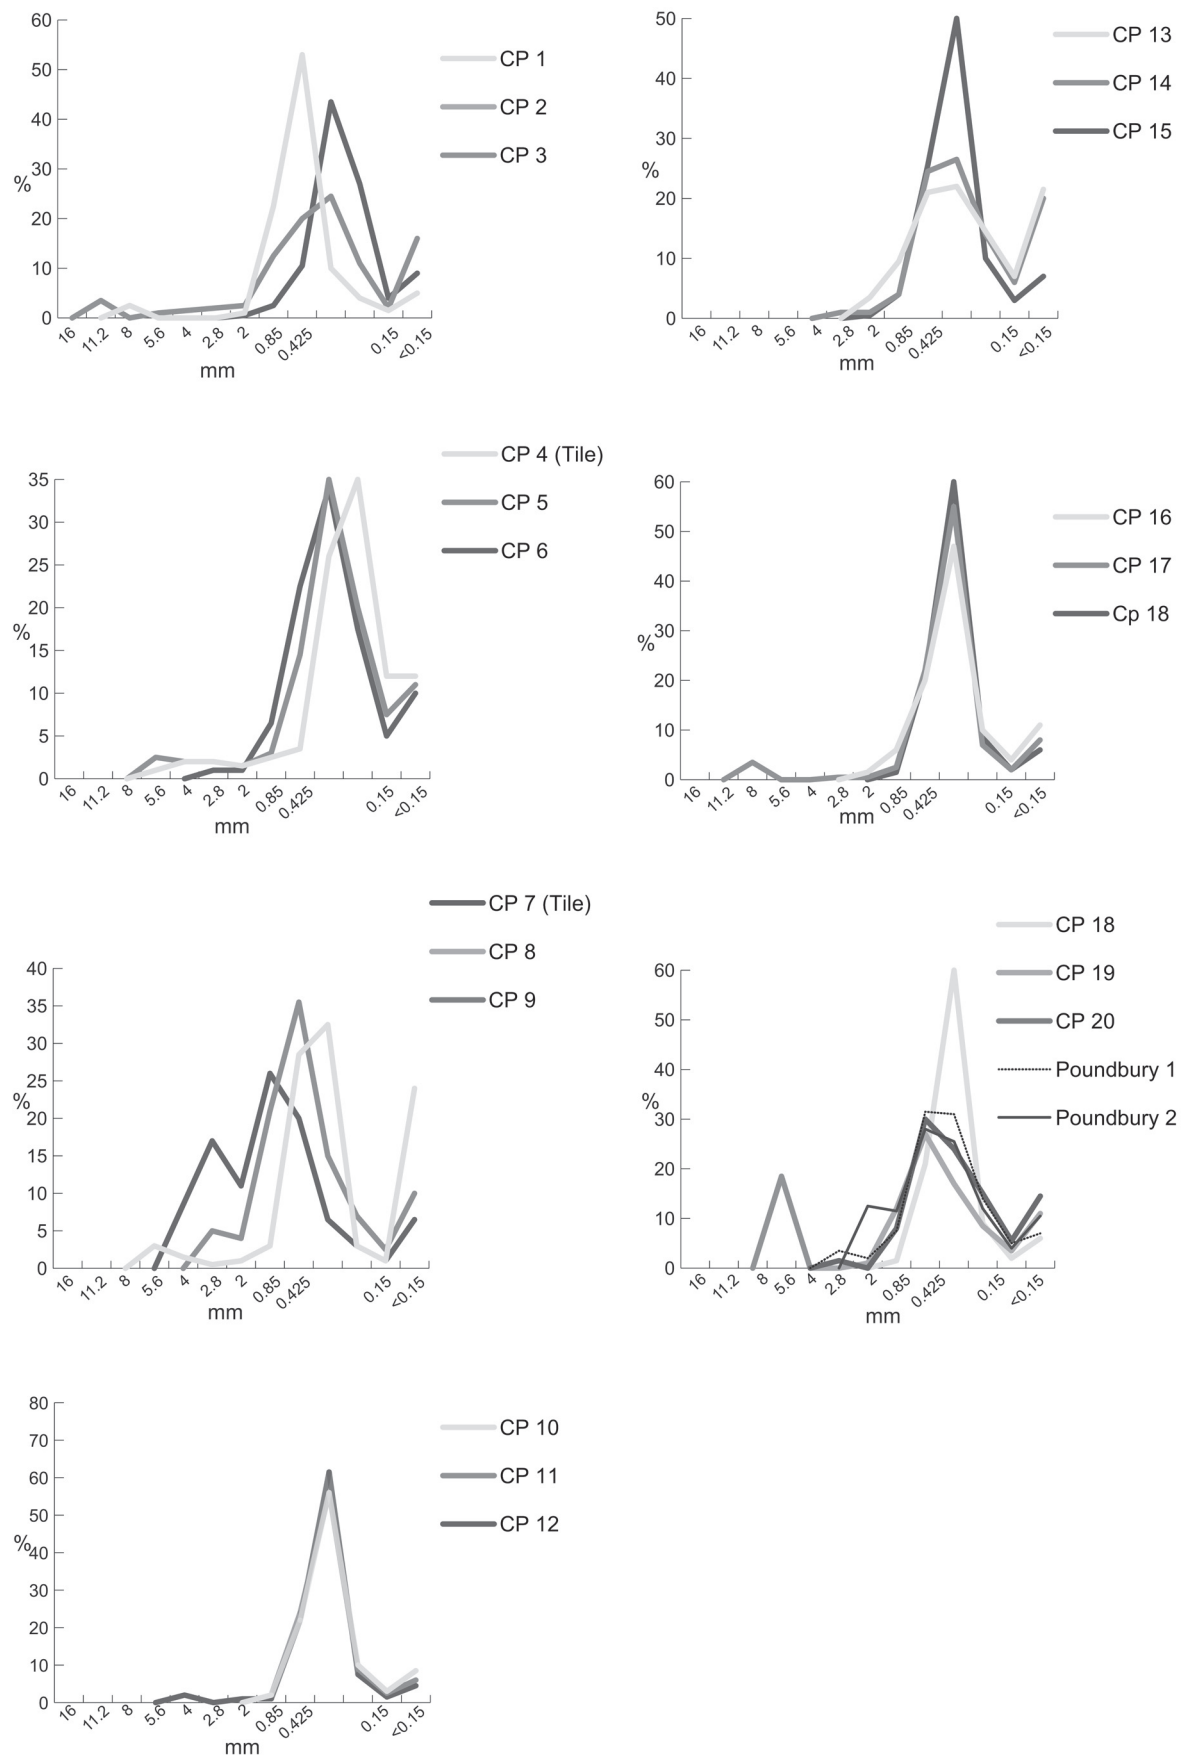 60
50
40
30
%
20
10
0
16 11.2 8 5.6 4 2.8 2 0.85 0.425 0.15 <0.15
mm
CP 1
CP 2
CP 3
50
40
30
%
20
10
0
16 11.2 8 5.6 4 2.8 2 0.85 0.425 0.15 <0.15
mm
CP 13
CP 14
CP 15
35
30
25
20
%
15
10
5
0
16 11.2 8 5.6 4 2.8 2 0.85 0.425 0.15 <0.15
mm
CP 4 (Tile)
CP 5
CP 6
60
50
40
30
%
20
10
0
16 11.2 8 5.6 4 2.8 2 0.85 0.425 0.15 <0.15
mm
CP 16
CP 17
Cp 18
40
35
30
25
%
20
15
10
5
0
16 11.2 8 5.6 4 2.8 2 0.85 0.425 0.15 <0.15
mm
CP 7 (Tile)
CP 8
CP 9
60
50
40
%
30
20
10
0
16 11.2 8 5.6 4 2.8 2 0.85 0.425 0.15 <0.15
mm
CP 18
CP 19
CP 20
Poundbury 1
Poundbury 2
80
70
60
50
%
40
30
20
10
0
16 11.2 8 5.6 4 2.8 2 0.85 0.425 0.15 <0.15
mm
CP 10
CP 11
CP 12